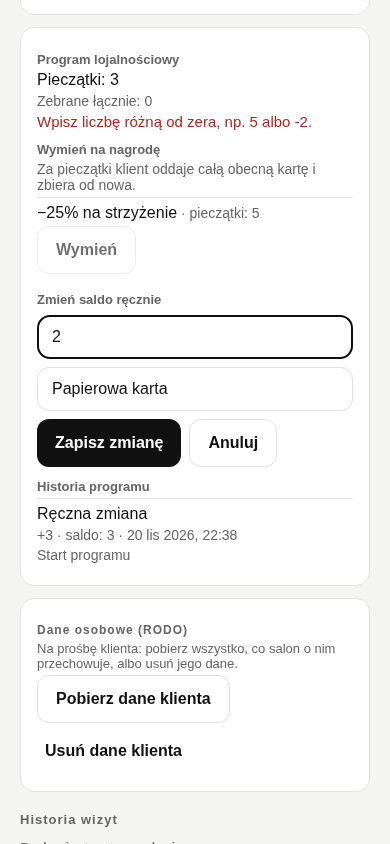 Program lojalnościowy
Pieczątki: 3
Zebrane łącznie: 0
Wpisz liczbę różną od zera, np. 5 albo -2.
Wymień na nagrodę
Za pieczątki klient oddaje całą obecną kartę i
zbiera od nowa.
−25% na strzyżenie · pieczątki: 5
Wymień
Zmień saldo ręcznie
2
Papierowa karta
Zapisz zmianę
Anuluj
Historia programu
Ręczna zmiana
+3 · saldo: 3 · 20 lis 2026, 22:38
Start programu
Dane osobowe (RODO)
Na prośbę klienta: pobierz wszystko, co salon o nim
przechowuje, albo usuń jego dane.
Pobierz dane klienta
Usuń dane klienta
Historia wizyt